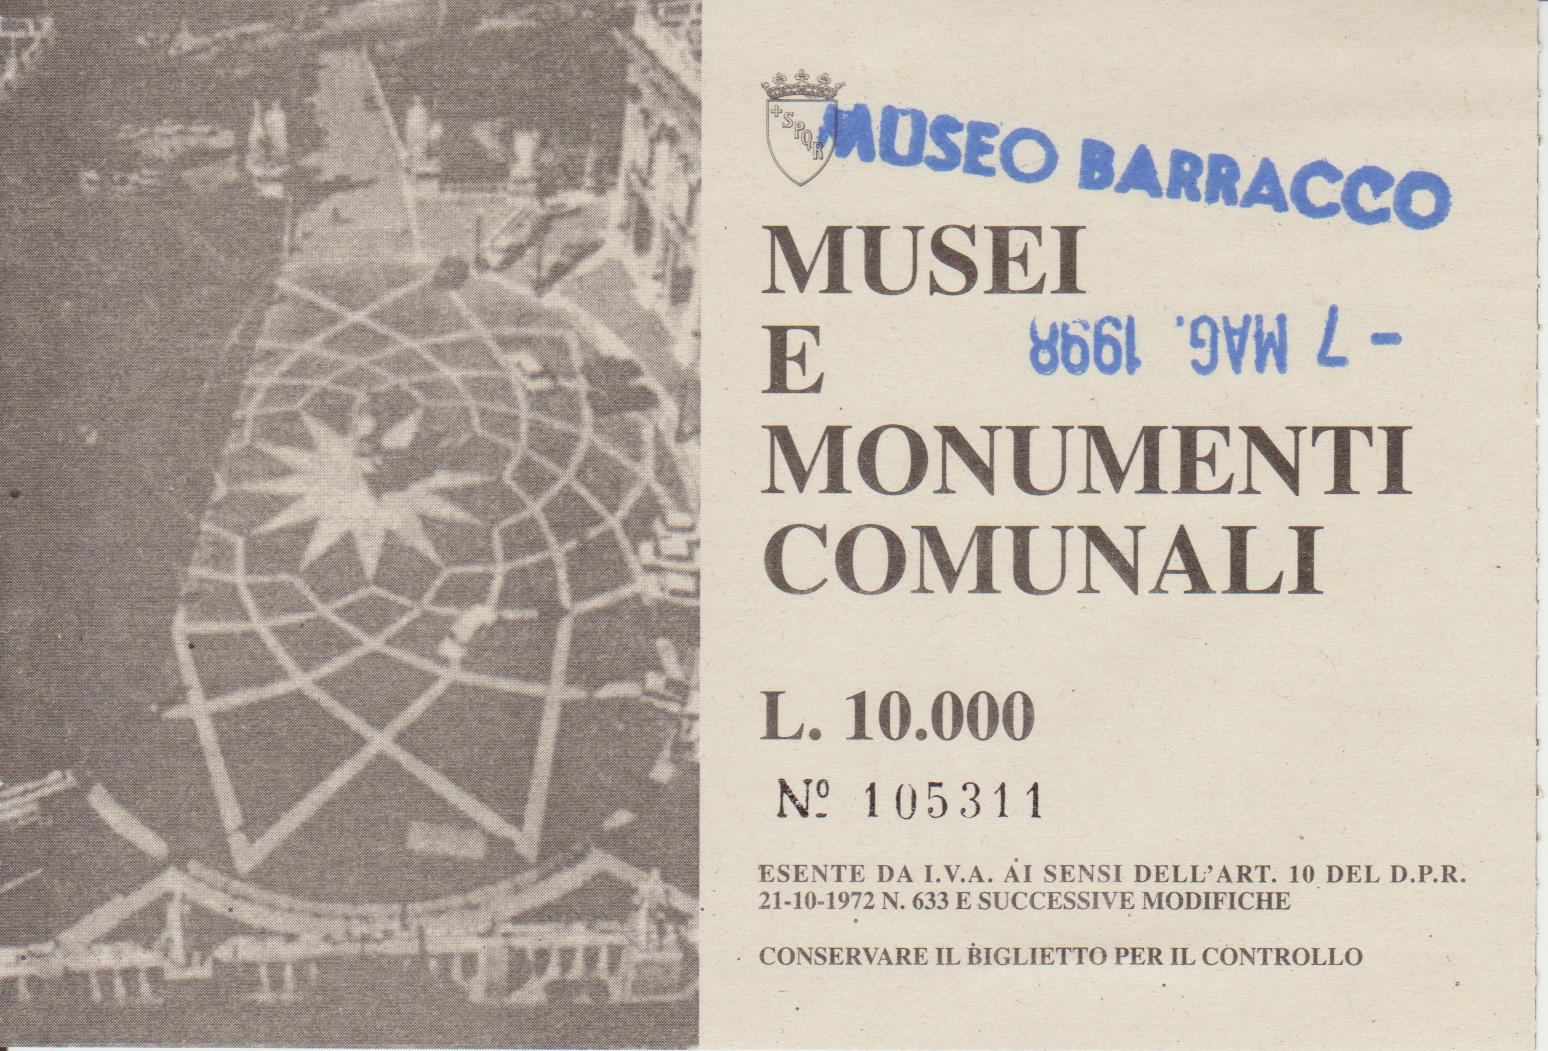 +SPQR
MUSEO BARRACCO
MUSEI
E
- 7 MAG. 1998
MONUMENTI
COMUNALI
L. 10.000
Nº 105311
ESENTE DA I.V.A. AI SENSI DELL'ART. 10 DEL D.P.R.
21-10-1972 N. 633 E SUCCESSIVE MODIFICHE
CONSERVARE IL BIGLIETTO PER IL CONTROLLO